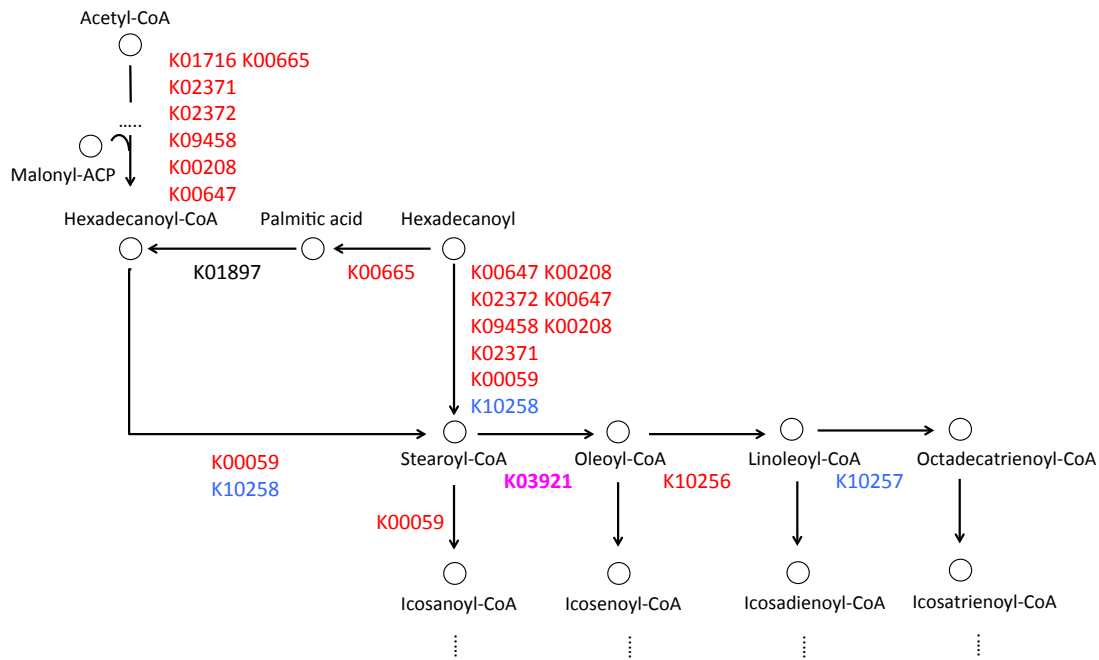 Acetyl-CoA
K01716 K00665
K02371
K02372
.....
K09458
K00208
Malonyl-ACP
K00647
Hexadecanoyl-CoA
Palmitic acid
Hexadecanoyl
K01897
K00665
K00647 K00208
K02372 K00647
K09458 K00208
K02371
K00059
K10258
K00059
K10258
Stearoyl-CoA
Oleoyl-CoA
Linoleoyl-CoA
Octadecatrienoyl-CoA
K03921
K10256
K10257
K00059
Icosanoyl-CoA
Icosenoyl-CoA
Icosadienoyl-CoA
Icosatrienoyl-CoA